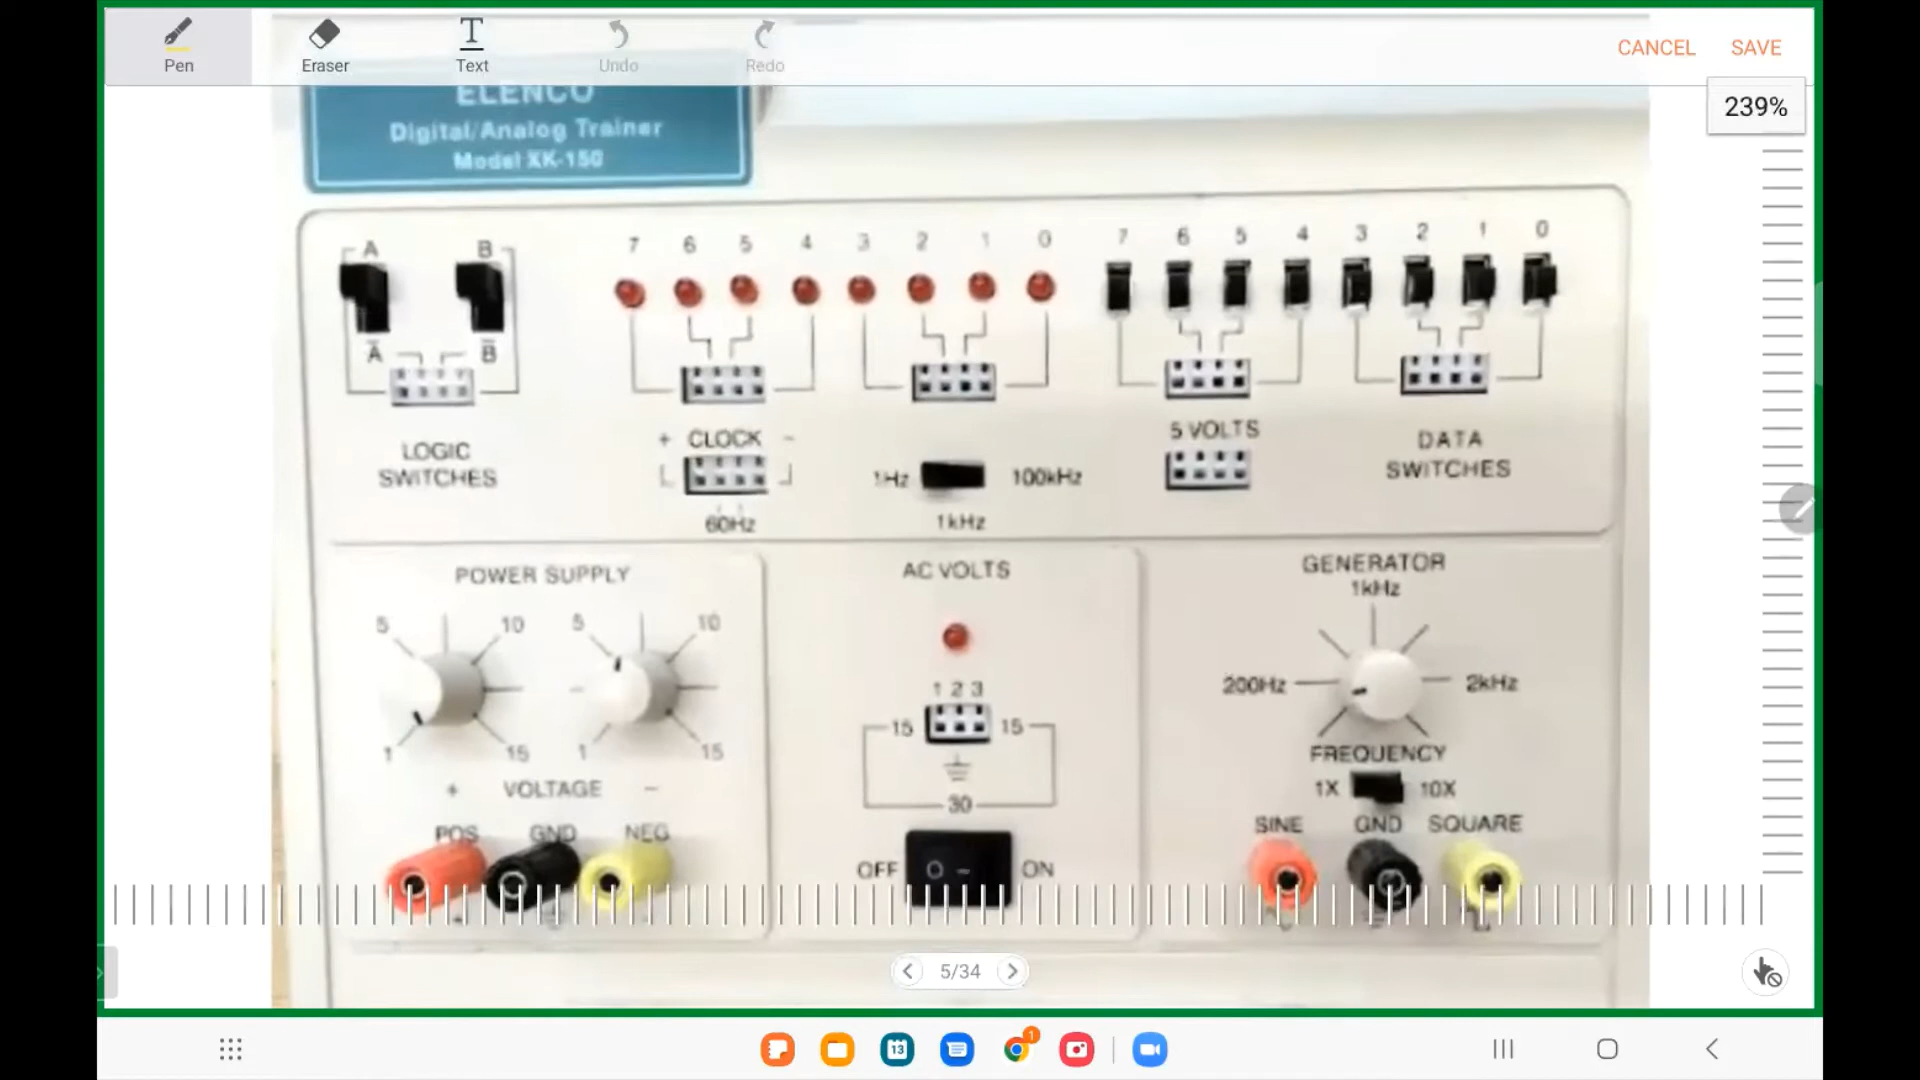 Pen
Eraser
T
Text
Undo
Redo
CANCEL
SAVE
239%
ELENCO
Digital/Analog Trainer
Model XK-150
A
B
7 6 5 4 3 2 1 0
7 6 5 4 3 2 1 0
A̅
B̅
LOGIC
SWITCHES
+ CLOCK -
60Hz
1Hz
100kHz
1kHz
5 VOLTS
DATA
SWITCHES
POWER SUPPLY
5 10
5 10
1 15
1 15
+ VOLTAGE -
POS GND NEG
AC VOLTS
1 2 3
15 15
30
OFF O - ON
GENERATOR
1kHz
200Hz
2kHz
FREQUENCY
1X 10X
SINE GND SQUARE
5/34
13
1